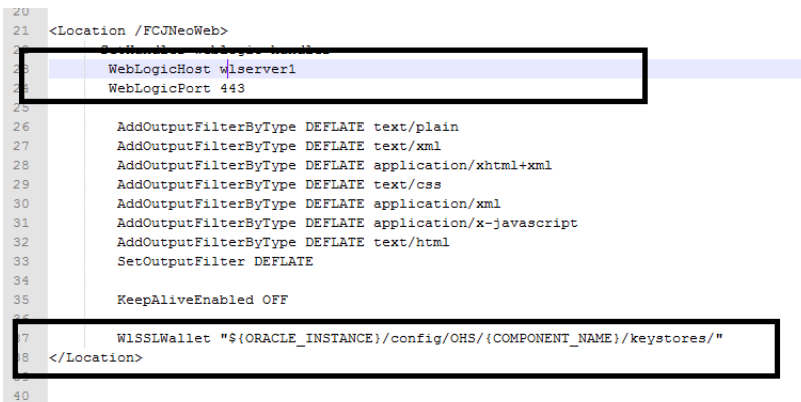 20
21 <Location /FCJNeoWeb>
SetHandler
23 WebLogicHost wlserver1
24 WebLogicPort 443
25
26 AddOutputFilterByType DEFLATE text/plain
27 AddOutputFilterByType DEFLATE text/xml
28 AddOutputFilterByType DEFLATE application/xhtml+xml
29 AddOutputFilterByType DEFLATE text/css
30 AddOutputFilterByType DEFLATE application/xml
31 AddOutputFilterByType DEFLATE application/x-javascript
32 AddOutputFilterByType DEFLATE text/html
33 SetOutputFilter DEFLATE
34
35 KeepAliveEnabled OFF
37 WlSSLWallet "${ORACLE_INSTANCE}/config/OHS/{COMPONENT_NAME}/keystores/"
38 </Location>
40